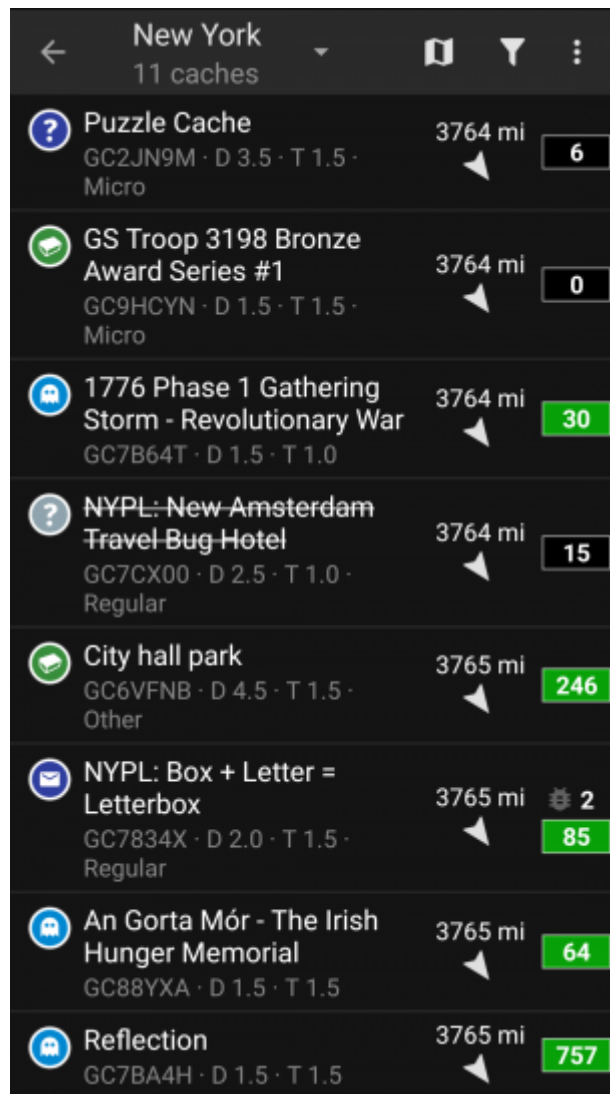 New York
11 caches
Puzzle Cache
GC2JN9M · D 3.5 · T 1.5 ·
Micro
3764 mi
6
GS Troop 3198 Bronze
Award Series #1
GC9HCYN · D 1.5 · T 1.5 ·
Micro
3764 mi
0
1776 Phase 1 Gathering
Storm - Revolutionary War
GC7B64T · D 1.5 · T 1.0
3764 mi
30
NYPL: New Amsterdam
Travel Bug Hotel
GC7CX00 · D 2.5 · T 1.0 ·
Regular
3764 mi
15
City hall park
GC6VFNB · D 4.5 · T 1.5 ·
Other
3765 mi
246
NYPL: Box + Letter =
Letterbox
GC7834X · D 2.0 · T 1.5 ·
Regular
3765 mi
2
85
An Gorta Mór - The Irish
Hunger Memorial
GC88YXA · D 1.5 · T 1.5
3765 mi
64
Reflection
GC7BA4H · D 1.5 · T 1.5
3765 mi
757